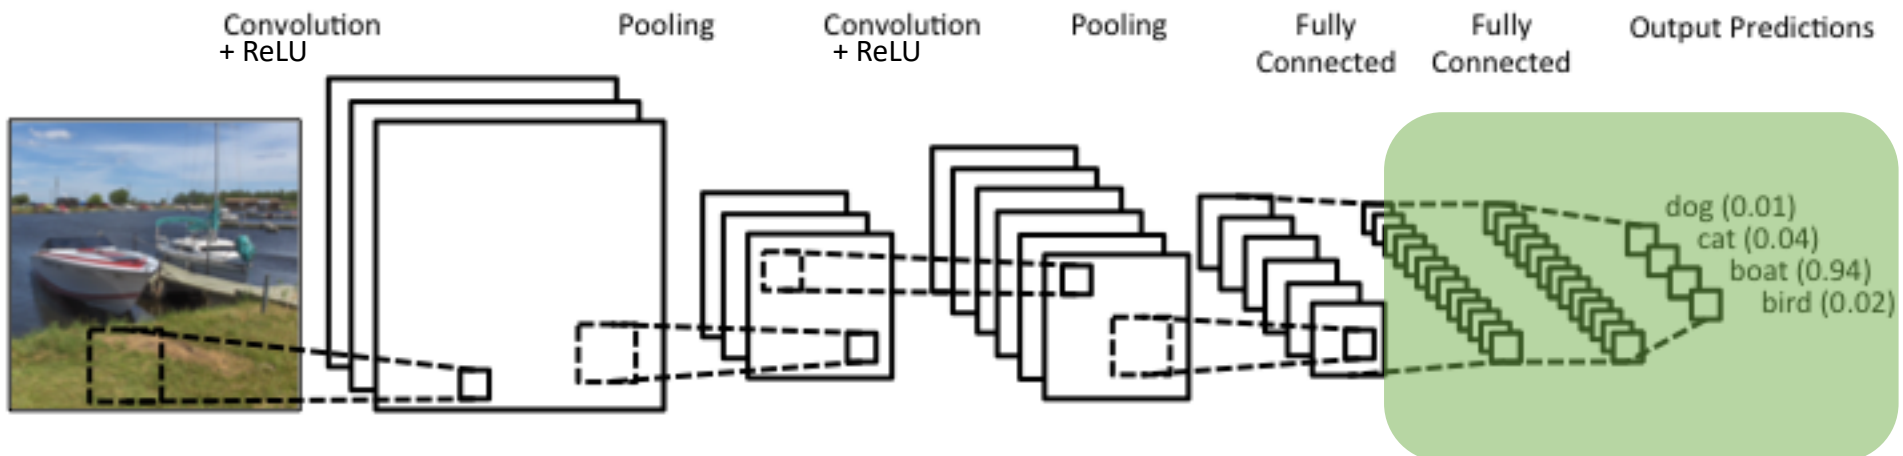 Convolution
+ ReLU
Pooling
Convolution
+ ReLU
Pooling
Fully
Connected
Fully
Connected
Output Predictions
dog (0.01)
cat (0.04)
boat (0.94)
bird (0.02)